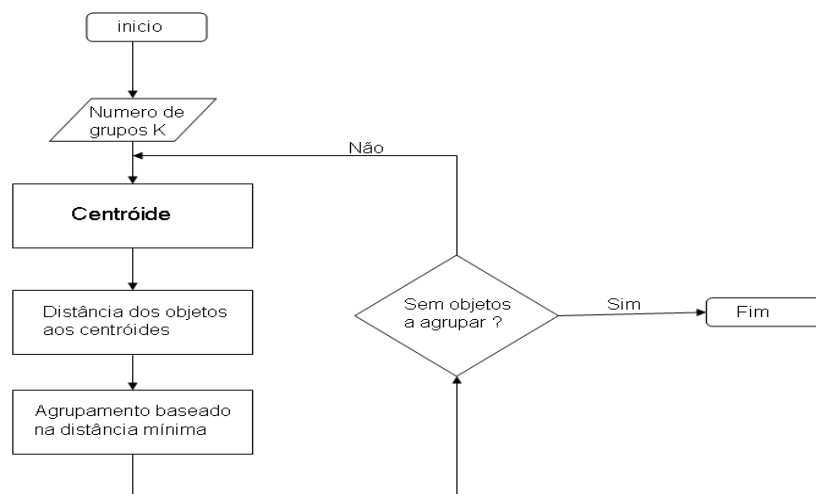 inicio
Numero de
grupos K
Não
Centróide
Distância dos objetos
aos centróides
Sem objetos
a agrupar ?
Sim
Fim
Agrupamento baseado
na distância mínima